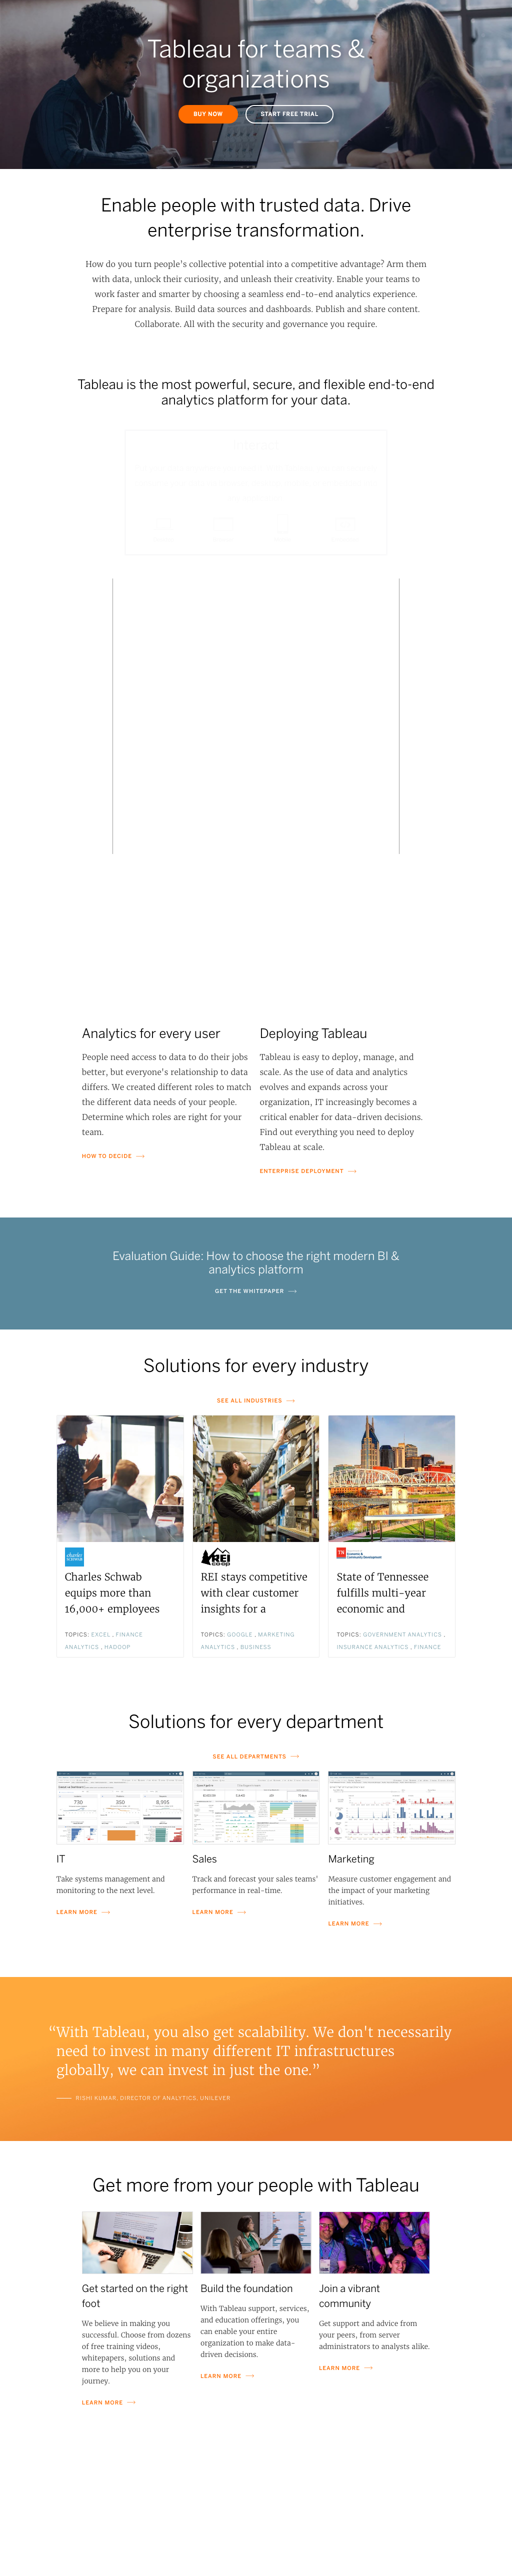 Tableau for teams &
organizations
BUY NOW
START FREE TRIAL
Enable people with trusted data. Drive
enterprise transformation.
How do you turn people's collective potential into a competitive advantage? Arm them
with data, unlock their curiosity, and unleash their creativity. Enable your teams to
work faster and smarter by choosing a seamless end-to-end analytics experience.
Prepare for analysis. Build data sources and dashboards. Publish and share content.
Collaborate. All with the security and governance you require.
Tableau is the most powerful, secure, and flexible end-to-end
analytics platform for your data.
Analytics for every user
People need access to data to do their jobs
better, but everyone's relationship to data
differs. We created different roles to match
the different data needs of your people.
Determine which roles are right for your
team.
HOW TO DECIDE
Deploying Tableau
Tableau is easy to deploy, manage, and
scale. As the use of data and analytics
evolves and expands across your
organization, IT increasingly becomes a
critical enabler for data-driven decisions.
Find out everything you need to deploy
Tableau at scale.
ENTERPRISE DEPLOYMENT
Evaluation Guide: How to choose the right modern BI &
analytics platform
GET THE WHITEPAPER
Solutions for every industry
SEE ALL INDUSTRIES
charles
SCHWAB
Charles Schwab
equips more than
16,000+ employees
TOPICS: EXCEL , FINANCE
ANALYTICS , HADOOP
REI
co-op
REI stays competitive
with clear customer
insights for a
TOPICS: GOOGLE , MARKETING
ANALYTICS , BUSINESS
TN
Economic &
Community Development
State of Tennessee
fulfills multi-year
economic and
TOPICS: GOVERNMENT ANALYTICS ,
INSURANCE ANALYTICS , FINANCE
Solutions for every department
SEE ALL DEPARTMENTS
730
350
6,995
IT
Take systems management and
monitoring to the next level.
LEARN MORE
Sales
Track and forecast your sales teams'
performance in real-time.
LEARN MORE
Marketing
Measure customer engagement and
the impact of your marketing
initiatives.
LEARN MORE
“With Tableau, you also get scalability. We don't necessarily
need to invest in many different IT infrastructures
globally, we can invest in just the one.”
RISHI KUMAR, DIRECTOR OF ANALYTICS, UNILEVER
Get more from your people with Tableau
Get started on the right
foot
We believe in making you
successful. Choose from dozens
of free training videos,
whitepapers, solutions and
more to help you on your
journey.
LEARN MORE
Build the foundation
With Tableau support, services,
and education offerings, you
can enable your entire
organization to make data-
driven decisions.
LEARN MORE
Join a vibrant
community
Get support and advice from
your peers, from server
administrators to analysts alike.
LEARN MORE